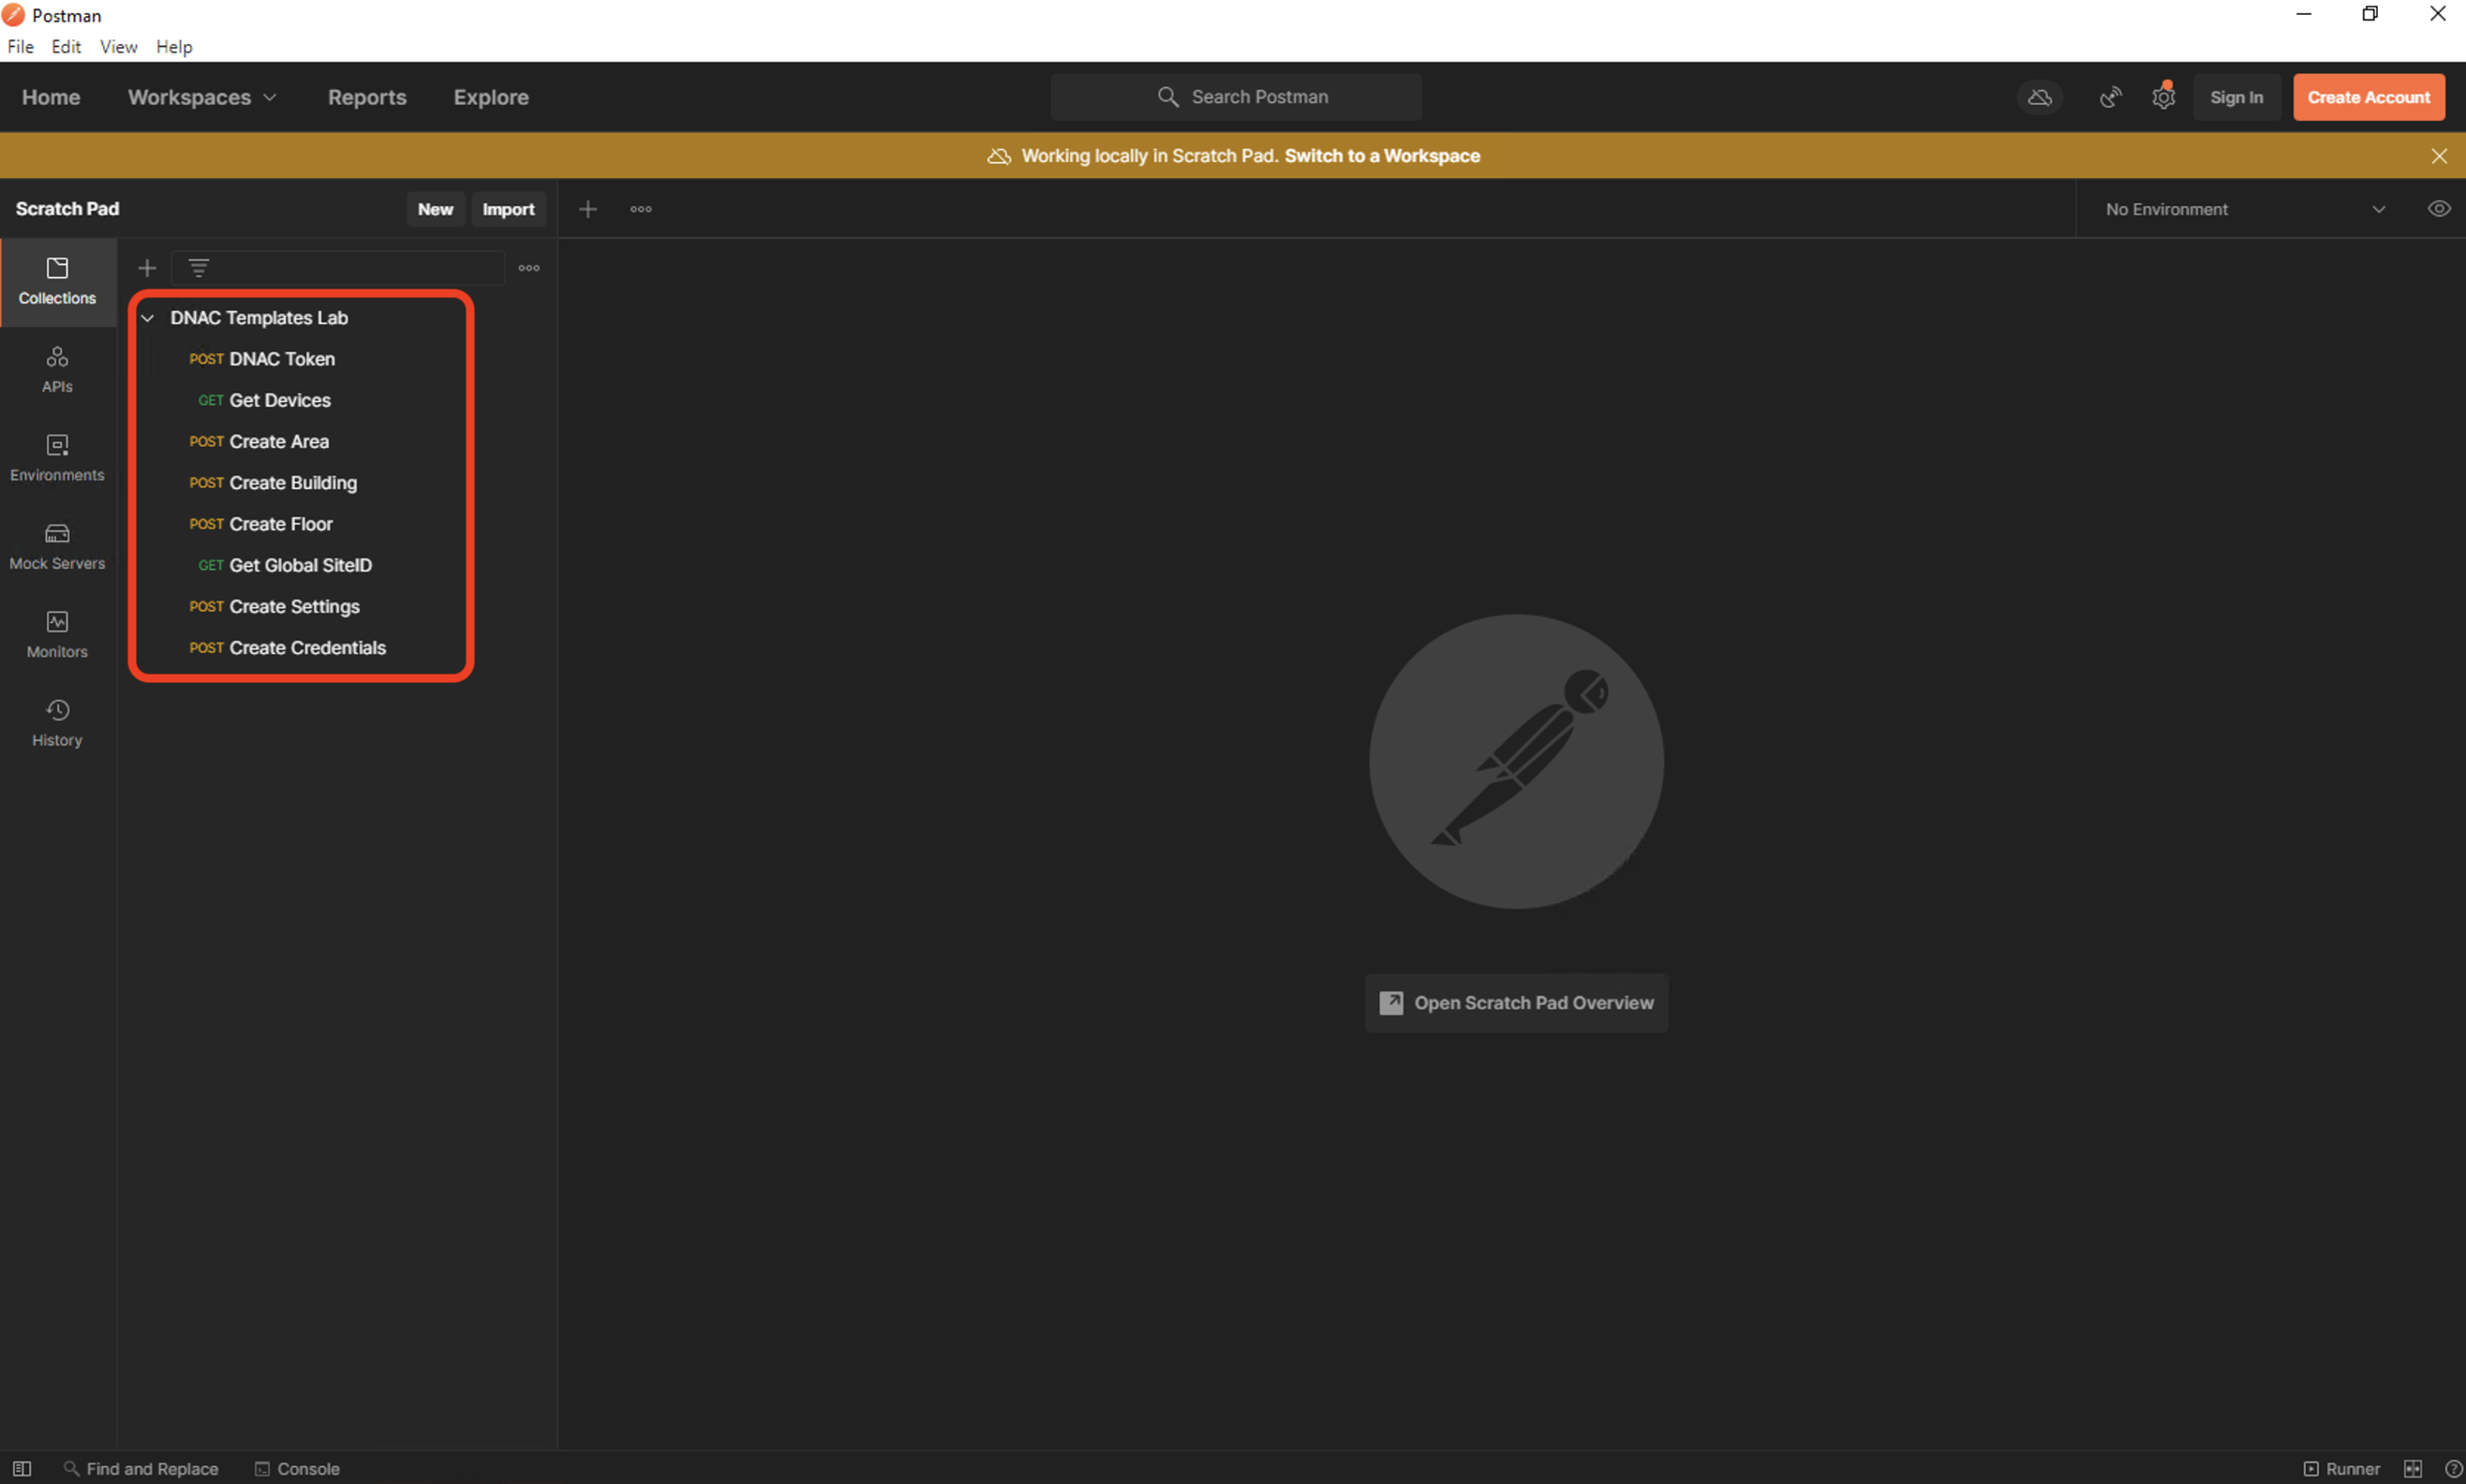 Postman
File Edit View Help
Home Workspaces Reports Explore
Search Postman
Sign In
Create Account
Working locally in Scratch Pad. Switch to a Workspace
Scratch Pad
New Import
No Environment
Collections
APIs
Environments
Mock Servers
Monitors
History
DNAC Templates Lab
POST DNAC Token
GET Get Devices
POST Create Area
POST Create Building
POST Create Floor
GET Get Global SiteID
POST Create Settings
POST Create Credentials
Open Scratch Pad Overview
Find and Replace Console
Runner